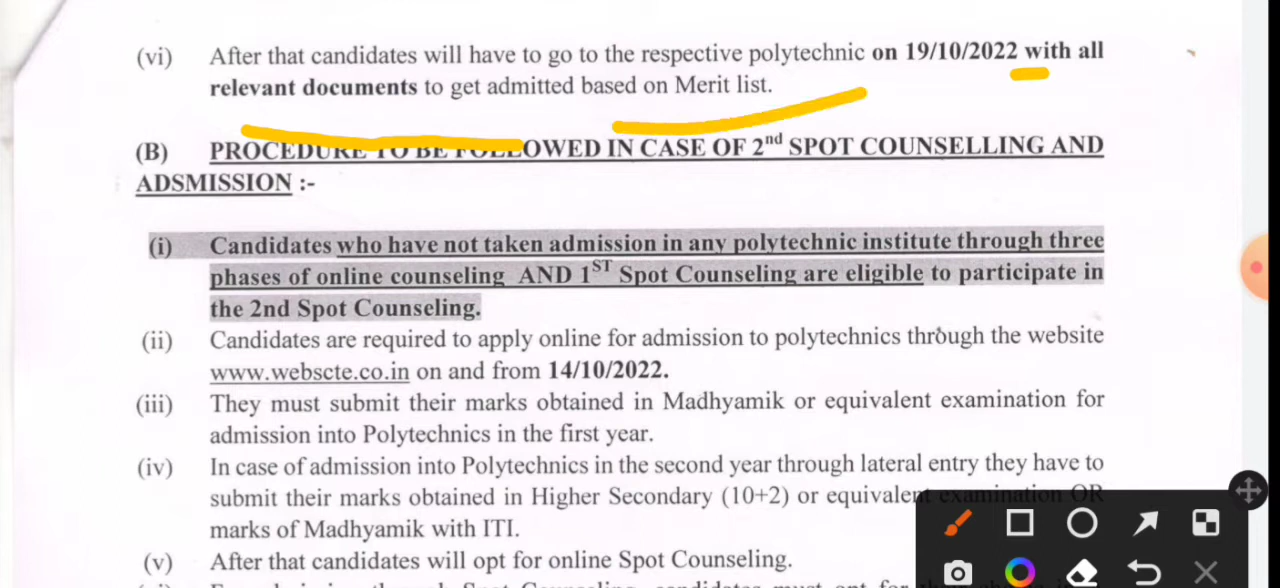 (vi) After that candidates will have to go to the respective polytechnic on 19/10/2022 with all
relevant documents to get admitted based on Merit list.
(B) PROCEDURE TO BE FOLLOWED IN CASE OF 2nd SPOT COUNSELLING AND
ADSMISSION :-
(i) Candidates who have not taken admission in any polytechnic institute through three
phases of online counseling AND 1ST Spot Counseling are eligible to participate in
the 2nd Spot Counseling.
(ii) Candidates are required to apply online for admission to polytechnics through the website
www.webscte.co.in on and from 14/10/2022.
(iii) They must submit their marks obtained in Madhyamik or equivalent examination for
admission into Polytechnics in the first year.
(iv) In case of admission into Polytechnics in the second year through lateral entry they have to
submit their marks obtained in Higher Secondary (10+2) or equivalent examination OR
marks of Madhyamik with ITI.
(v) After that candidates will opt for online Spot Counseling.